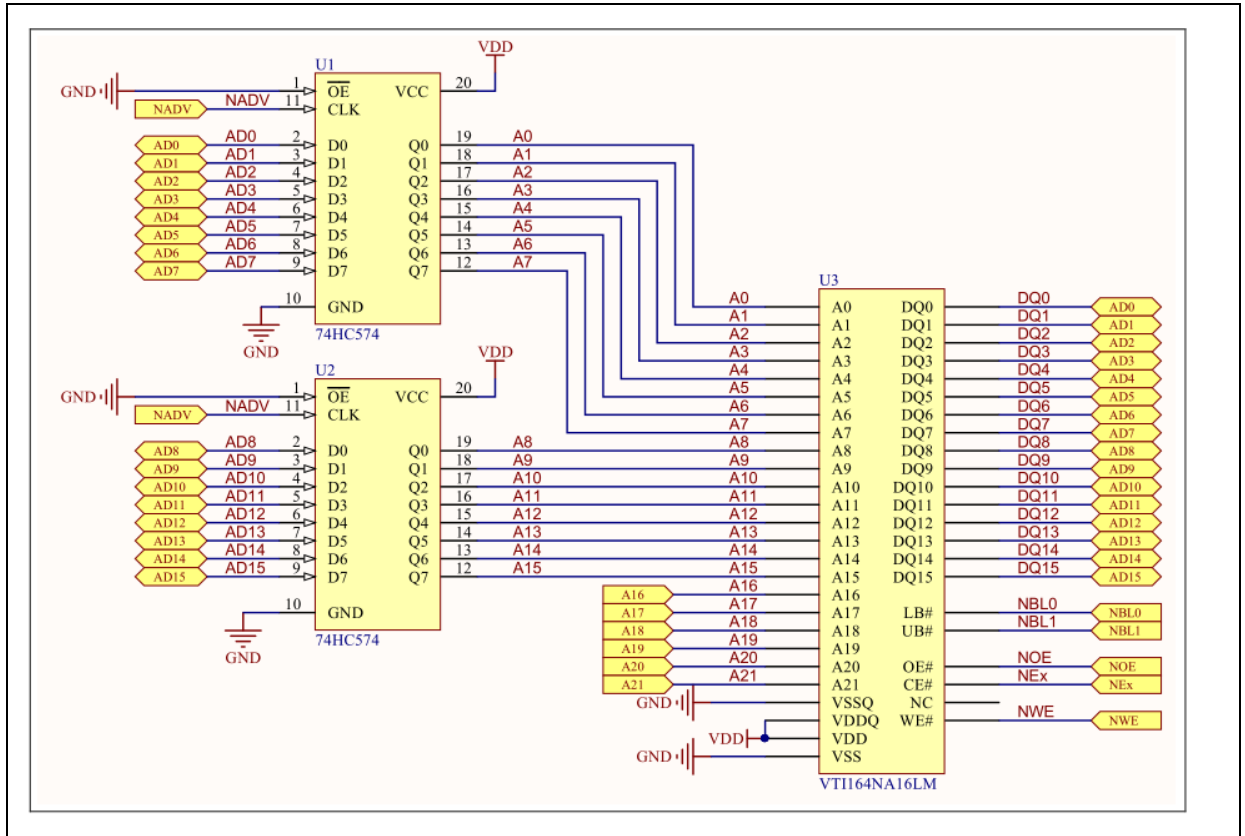 VDD
U1
GND 1 OE VCC 20
NADV NADV 11 CLK
AD0 AD0 2 D0 Q0 19 A0
AD1 AD1 3 D1 Q1 18 A1
AD2 AD2 4 D2 Q2 17 A2
AD3 AD3 5 D3 Q3 16 A3
AD4 AD4 6 D4 Q4 15 A4
AD5 AD5 7 D5 Q5 14 A5
AD6 AD6 8 D6 Q6 13 A6
AD7 AD7 9 D7 Q7 12 A7
10 GND
74HC574
GND
VDD
U2
GND 1 OE VCC 20
NADV NADV 11 CLK
AD8 AD8 2 D0 Q0 19 A8
AD9 AD9 3 D1 Q1 18 A9
AD10 AD10 4 D2 Q2 17 A10
AD11 AD11 5 D3 Q3 16 A11
AD12 AD12 6 D4 Q4 15 A12
AD13 AD13 7 D5 Q5 14 A13
AD14 AD14 8 D6 Q6 13 A14
AD15 AD15 9 D7 Q7 12 A15
10 GND
74HC574
GND
U3
A0 A0 DQ0 DQ0 AD0
A1 A1 DQ1 DQ1 AD1
A2 A2 DQ2 DQ2 AD2
A3 A3 DQ3 DQ3 AD3
A4 A4 DQ4 DQ4 AD4
A5 A5 DQ5 DQ5 AD5
A6 A6 DQ6 DQ6 AD6
A7 A7 DQ7 DQ7 AD7
A8 A8 DQ8 DQ8 AD8
A9 A9 DQ9 DQ9 AD9
A10 A10 DQ10 DQ10 AD10
A11 A11 DQ11 DQ11 AD11
A12 A12 DQ12 DQ12 AD12
A13 A13 DQ13 DQ13 AD13
A14 A14 DQ14 DQ14 AD14
A15 A15 DQ15 DQ15 AD15
A16 A16 A16
A17 A17 A17 LB# NBL0 NBL0
A18 A18 A18 UB# NBL1 NBL1
A19 A19 A19
A20 A20 A20 OE# NOE NOE
A21 A21 A21 CE# NEx NEx
GND VSSQ NC
VDDQ WE# NWE NWE
VDD VDD
GND VSS
VTI164NA16LM